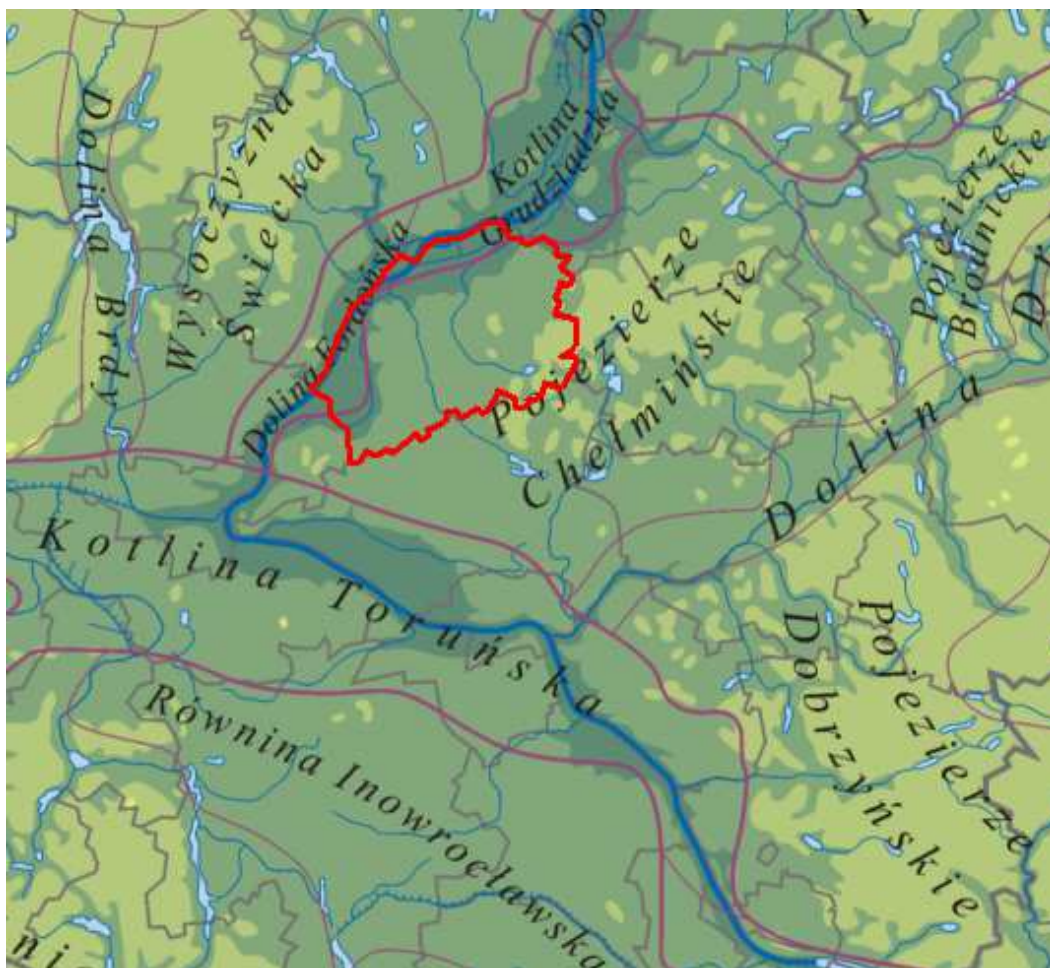 Dolina Brdy
Wysoczyzna
Świecka
Kotlina
Grudziądzka
Do
Dolina Fordońska
Pojezierze
Chełmińskie
Pojezierze
Brodnickie
Dolina
D
Kotlina Toruńska
Równina Inowrocławska
Pojezierze
Dobrzyńskie